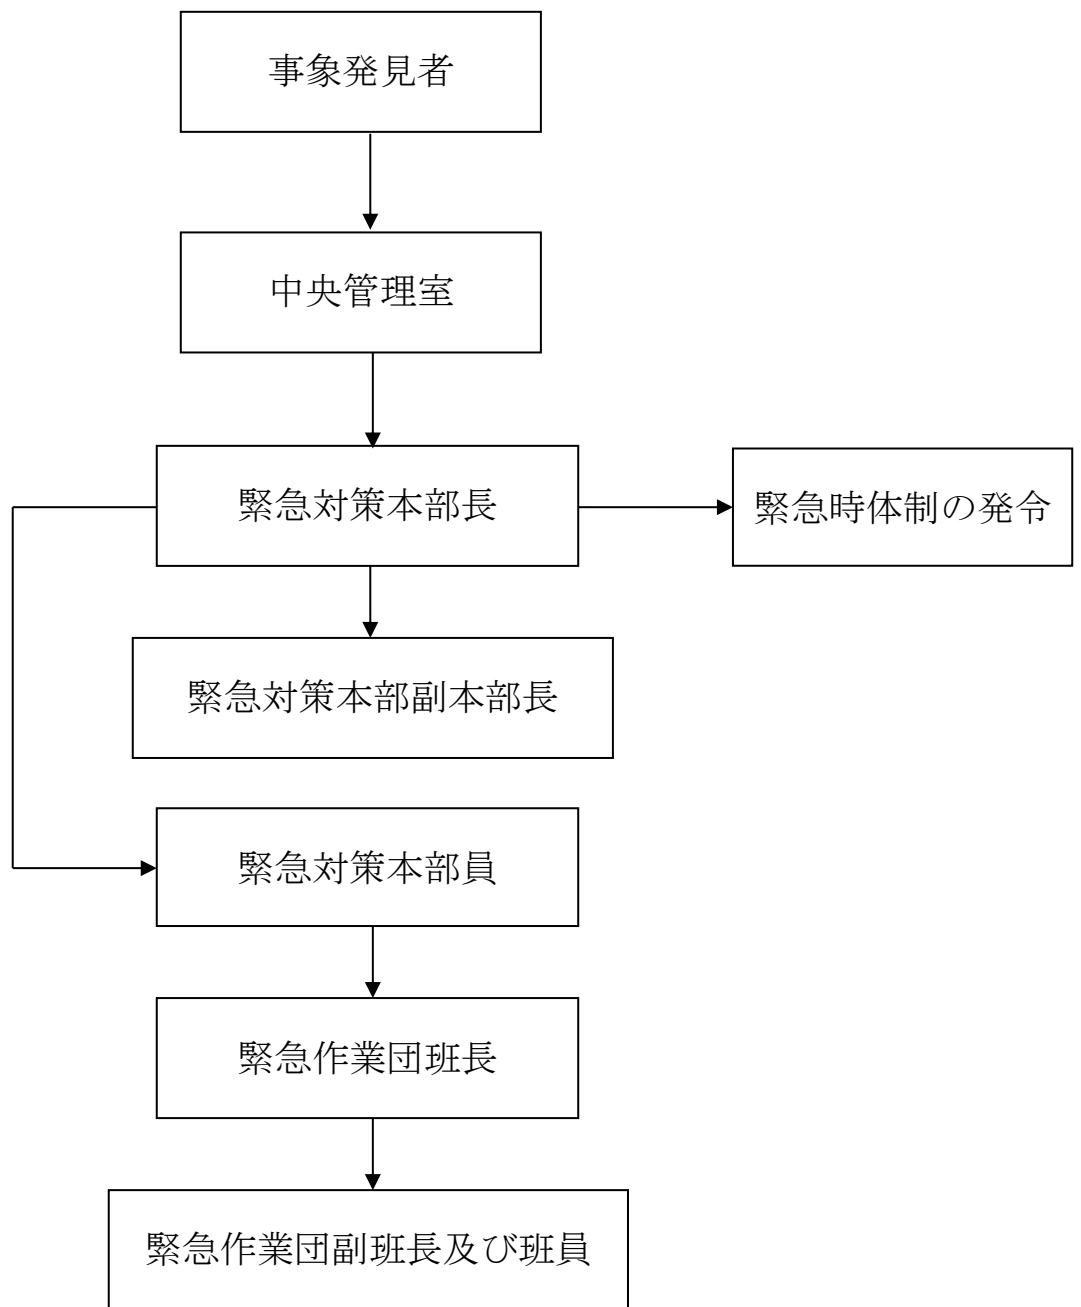 事象発見者
中央管理室
緊急対策本部長
緊急時体制の発令
緊急対策本部副本部長
緊急対策本部員
緊急作業団班長
緊急作業団副班長及び班員